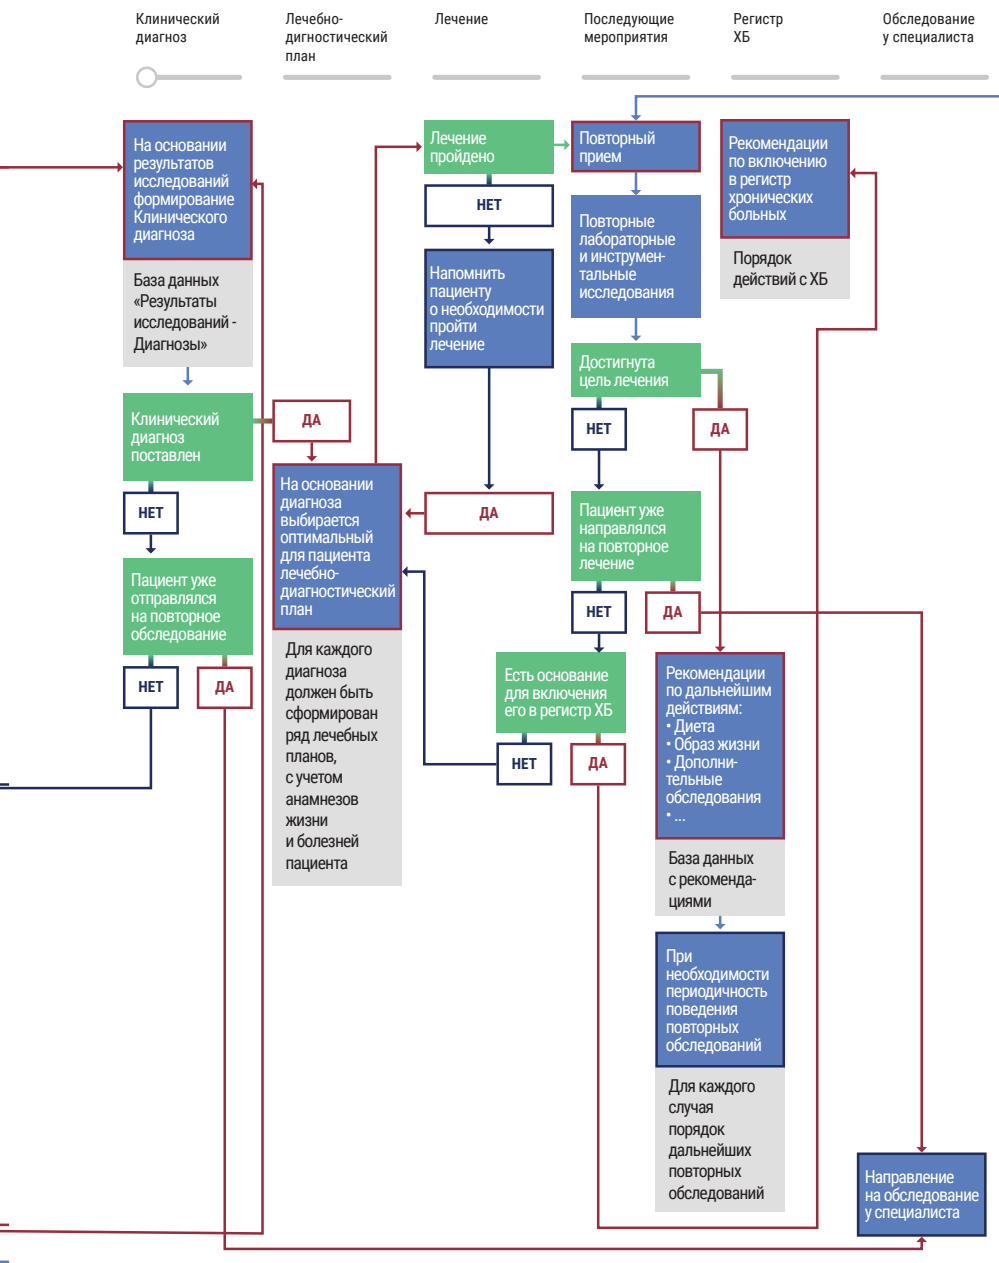 Клинический
диагноз
Лечебно-
дигностический
план
Лечение
Последующие
мероприятия
Регистр
ХБ
Обследование
у специалиста
На основании
результатов
исследований
формирование
Клинического
диагноза
База данных
«Результаты
исследований -
Диагнозы»
Клинический
диагноз
поставлен
НЕТ
Пациент уже
отправлялся
на повторное
обследование
НЕТ
ДА
ДА
На основании
диагноза
выбирается
оптимальный
для пациента
лечебно-
диагностический
план
Для каждого
диагноза
должен быть
сформирован
ряд лечебных
планов,
с учетом
анамнезов
жизни
и болезней
пациента
Лечение
пройдено
НЕТ
Напомнить
пациенту
о необходимости
пройти
лечение
ДА
Повторный
прием
Повторные
лабораторные
и инструмен-
тальные
исследования
Достигнута
цель лечения
НЕТ
ДА
Пациент уже
направлялся
на повторное
лечение
НЕТ
ДА
Есть основание
для включения
его в регистр ХБ
НЕТ
ДА
Рекомендации
по включению
в регистр
хронических
больных
Порядок
действий с ХБ
Рекомендации
по дальнейшим
действиям:
• Диета
• Образ жизни
• Дополни-
тельные
обследования
• ...
База данных
с рекоменда-
циями
При
необходимости
периодичность
поведения
повторных
обследований
Для каждого
случая
порядок
дальнейших
повторных
обследований
Направление
на обследование
у специалиста